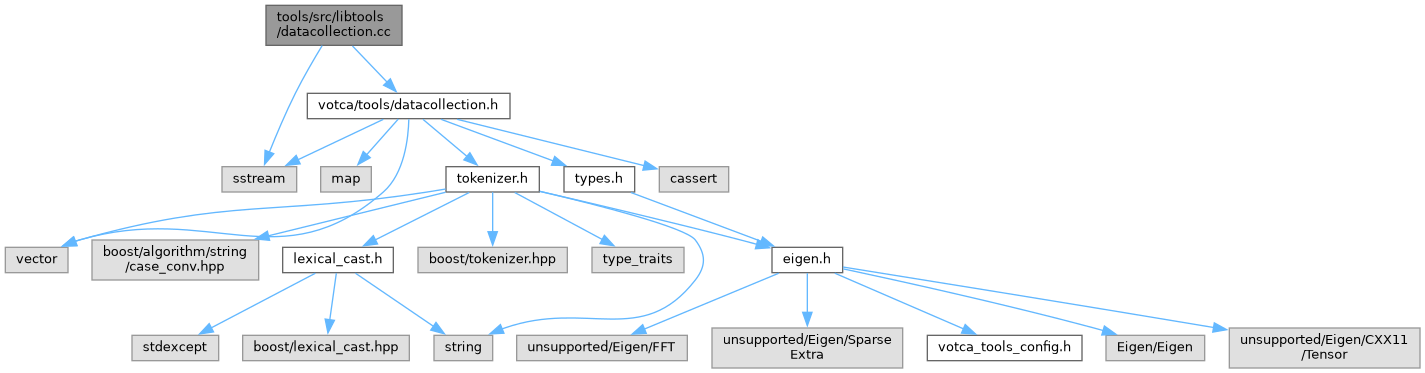 tools/src/libtools
/datacollection.cc
votca/tools/datacollection.h
sstream
map
tokenizer.h
types.h
cassert
vector
boost/algorithm/string
/case_conv.hpp
lexical_cast.h
boost/tokenizer.hpp
type_traits
eigen.h
stdexcept
boost/lexical_cast.hpp
string
unsupported/Eigen/FFT
unsupported/Eigen/Sparse
Extra
votca_tools_config.h
Eigen/Eigen
unsupported/Eigen/CXX11
/Tensor